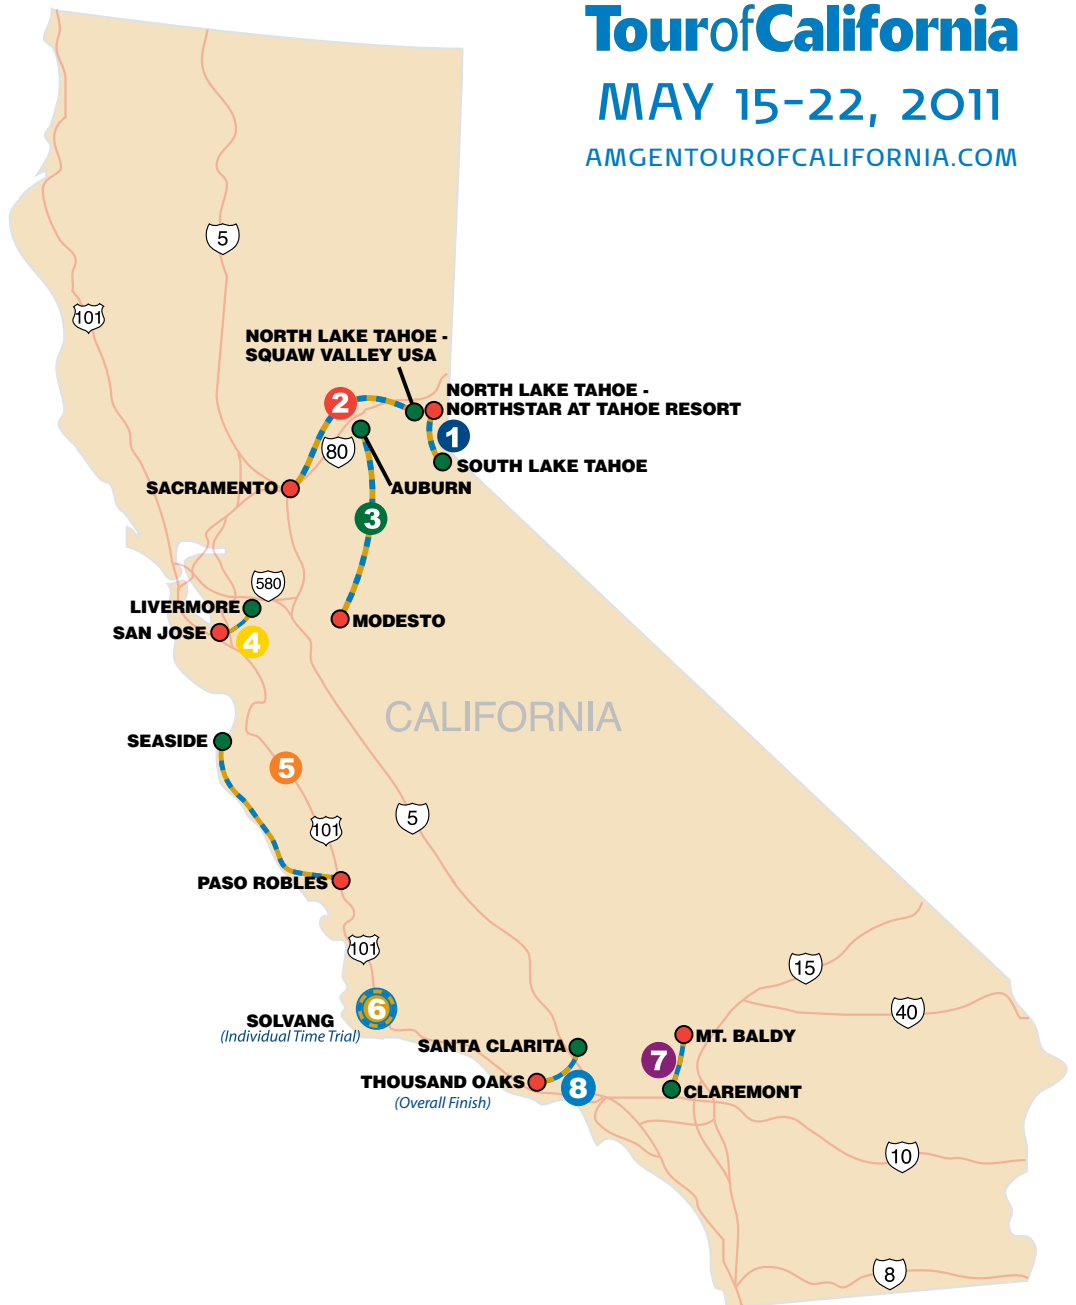 TourofCalifornia
MAY 15-22, 2011
AMGENTOUROFCALIFORNIA.COM
5
101
NORTH LAKE TAHOE -
SQUAW VALLEY USA
NORTH LAKE TAHOE -
NORTHSTAR AT TAHOE RESORT
2
1
80
SOUTH LAKE TAHOE
SACRAMENTO
AUBURN
3
580
LIVERMORE
MODESTO
SAN JOSE
4
CALIFORNIA
SEASIDE
5
5
101
PASO ROBLES
101
15
6
40
SOLVANG
(Individual Time Trial)
SANTA CLARITA
MT. BALDY
7
THOUSAND OAKS
8
CLAREMONT
(Overall Finish)
10
8